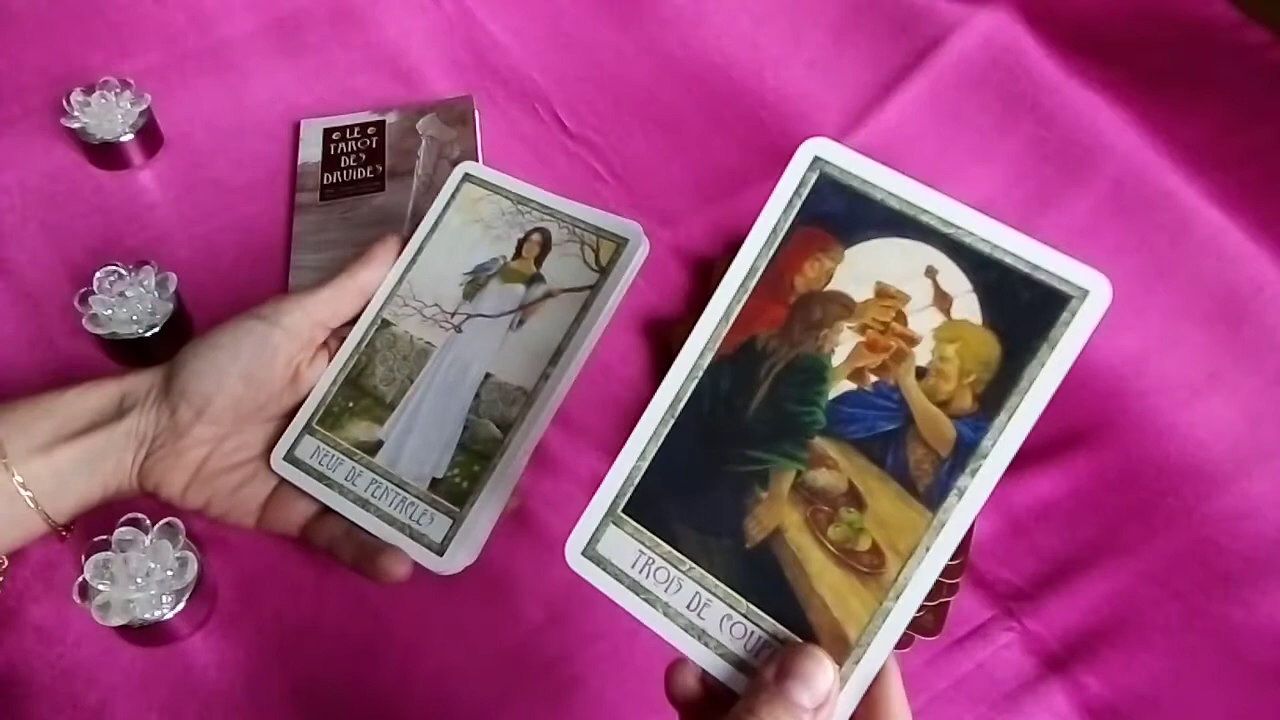 LE
TAROT
DES
DRUIDES
NEUF DE PENTACLES
TROIS DE COUP